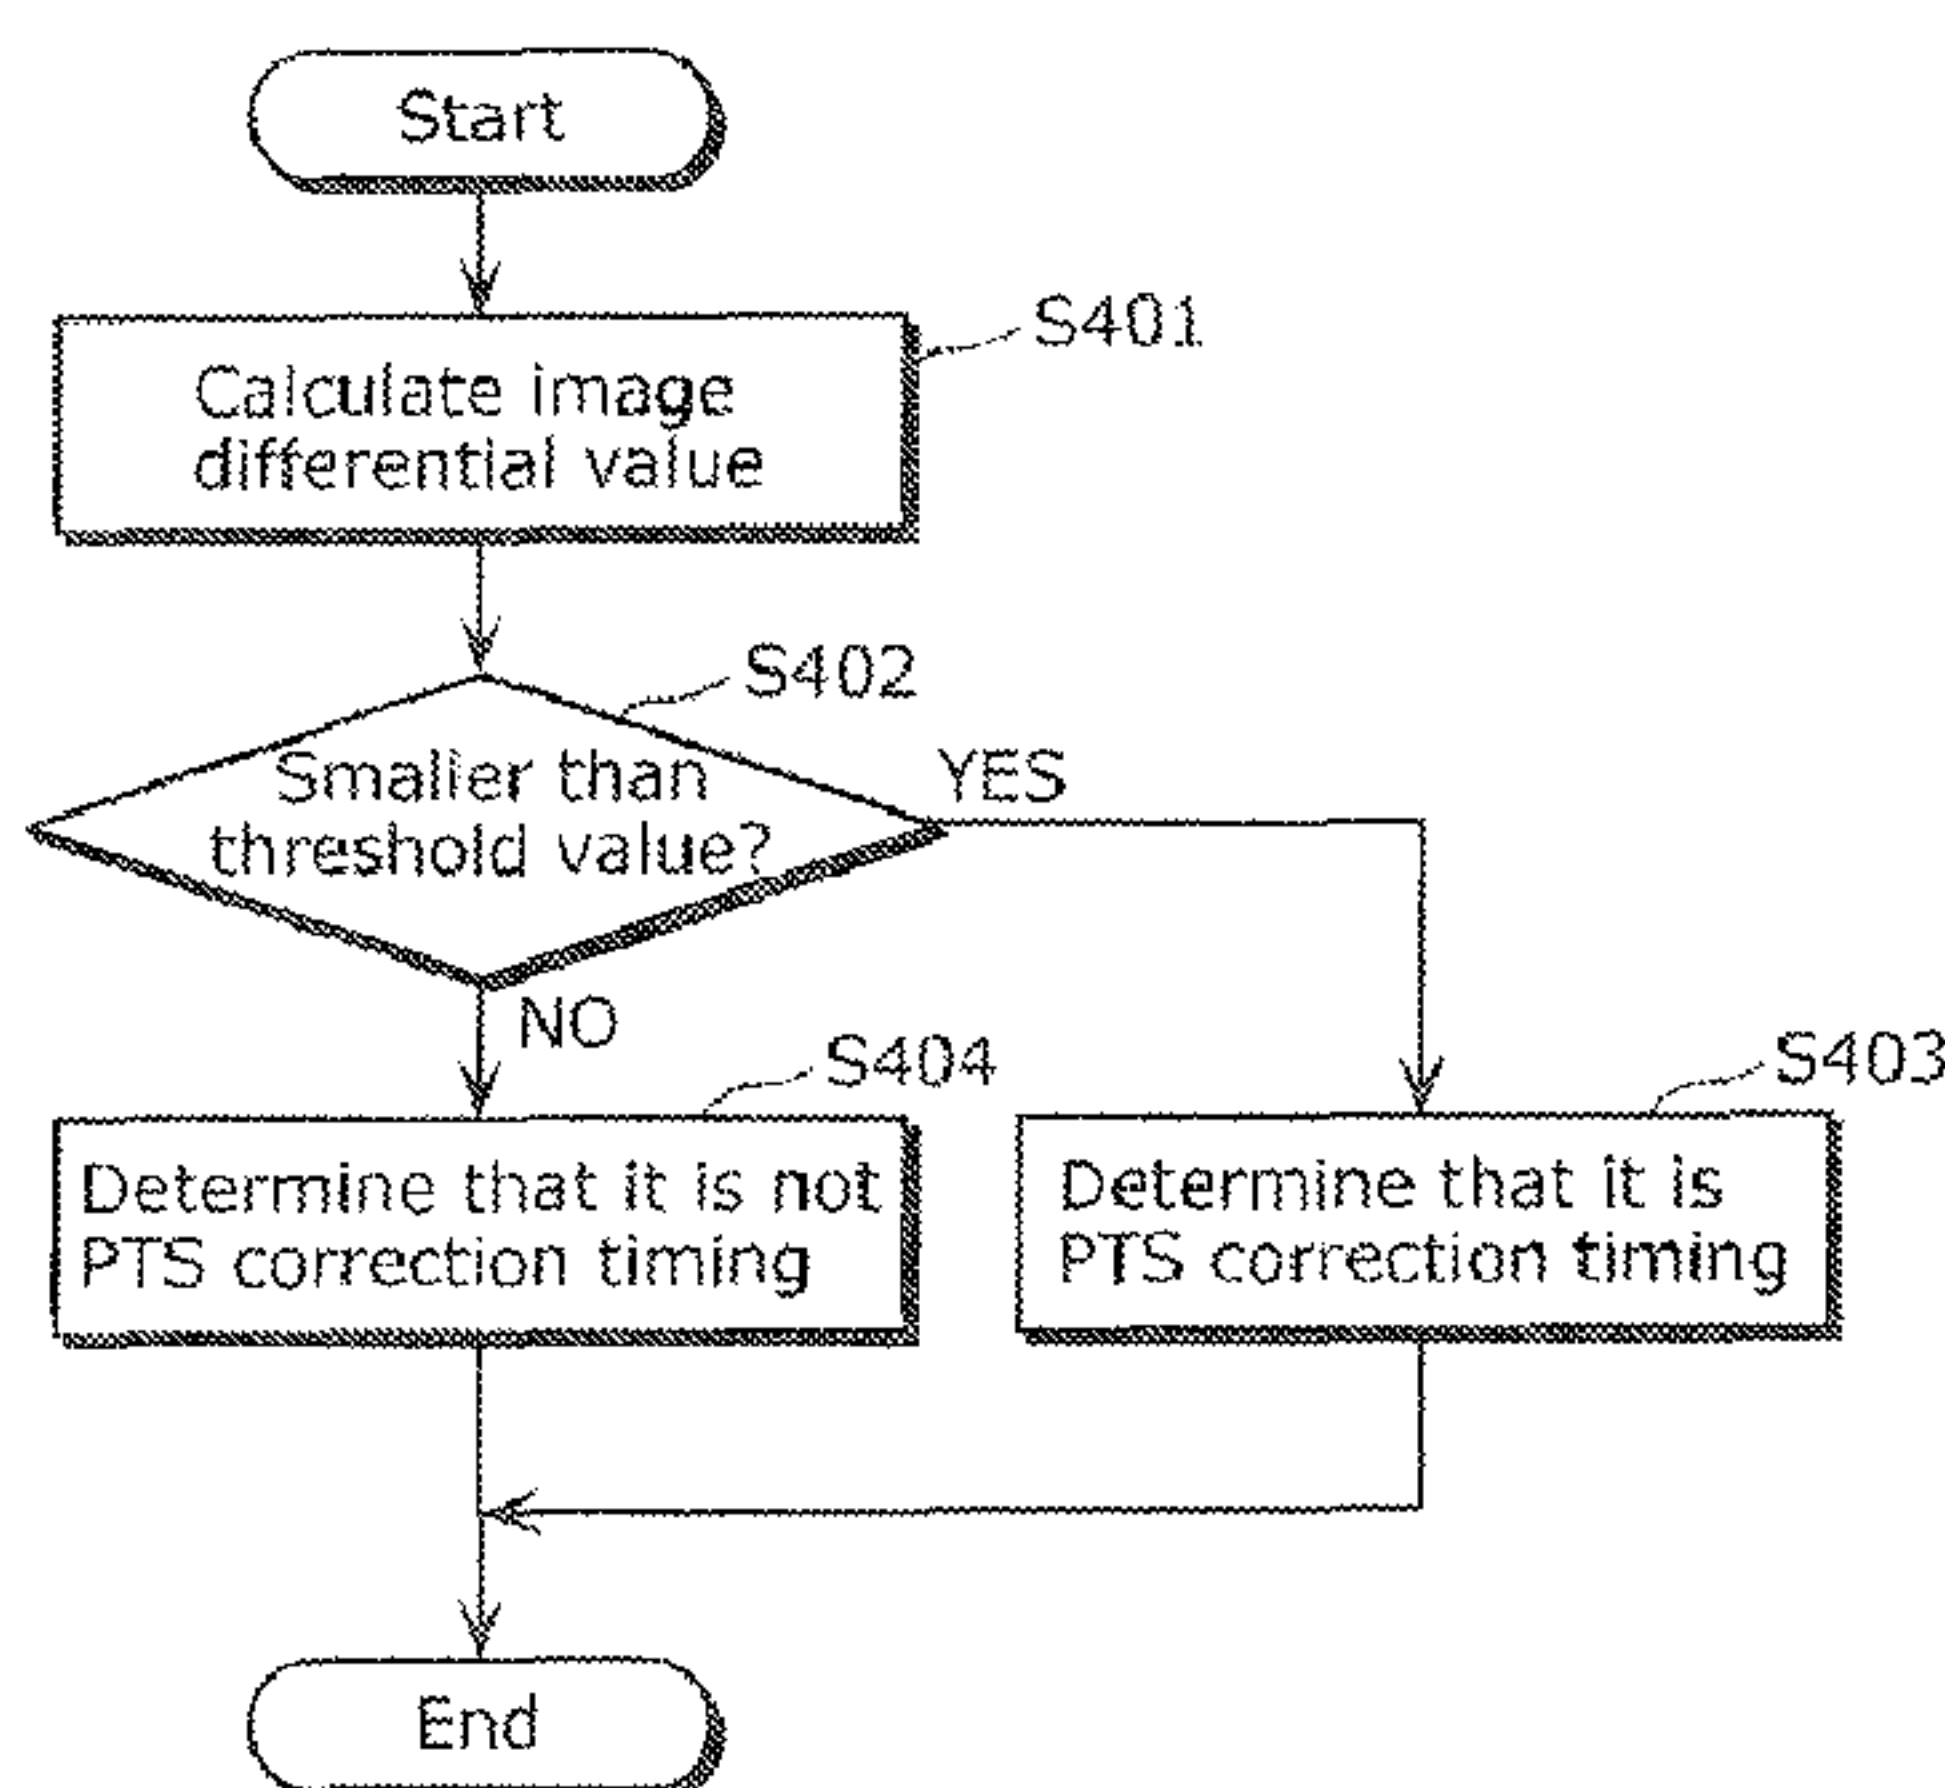 Start
S401
Calculate image
differential value
S402
Smaller than
threshold value?
YES
NO
S404
Determine that it is not
PTS correction timing
S403
Determine that it is
PTS correction timing
End